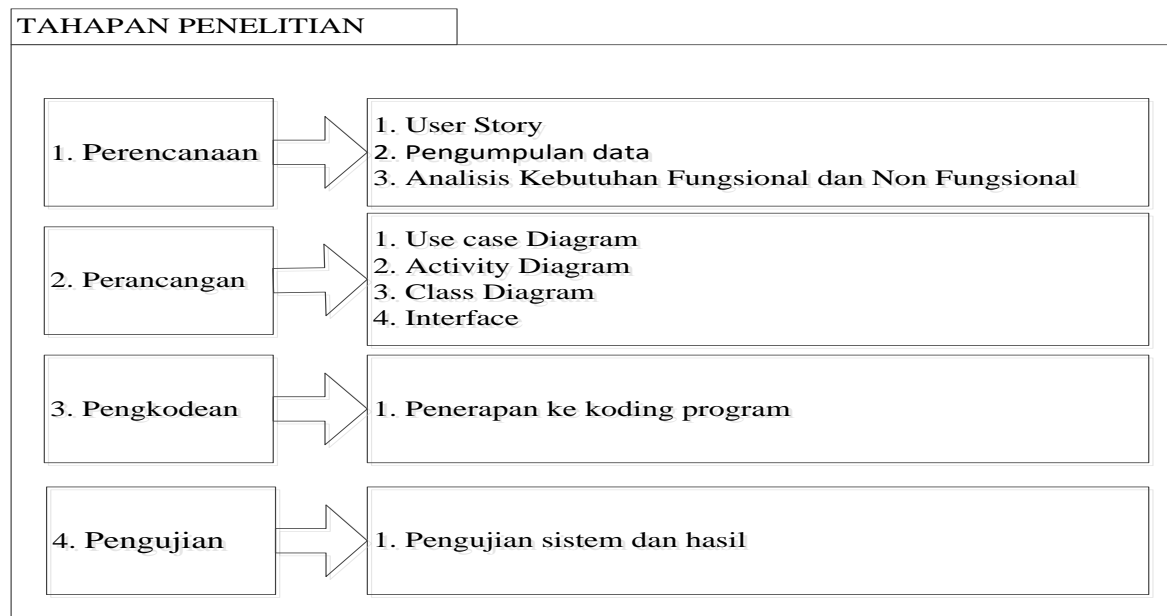 TAHAPAN PENELITIAN
1. Perencanaan
1. User Story
2. Pengumpulan data
3. Analisis Kebutuhan Fungsional dan Non Fungsional
2. Perancangan
1. Use case Diagram
2. Activity Diagram
3. Class Diagram
4. Interface
3. Pengkodean
1. Penerapan ke koding program
4. Pengujian
1. Pengujian sistem dan hasil